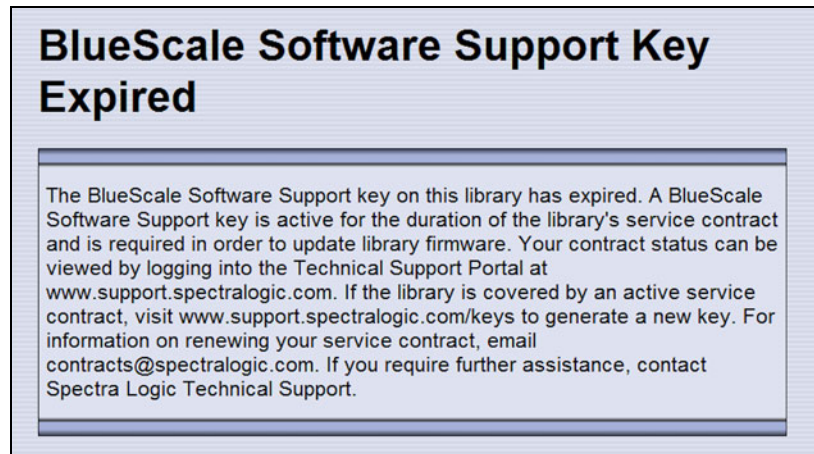 BlueScale Software Support Key
Expired
The BlueScale Software Support key on this library has expired. A BlueScale
Software Support key is active for the duration of the library's service contract
and is required in order to update library firmware. Your contract status can be
viewed by logging into the Technical Support Portal at
www.support.spectralogic.com. If the library is covered by an active service
contract, visit www.support.spectralogic.com/keys to generate a new key. For
information on renewing your service contract, email
contracts@spectralogic.com. If you require further assistance, contact
Spectra Logic Technical Support.